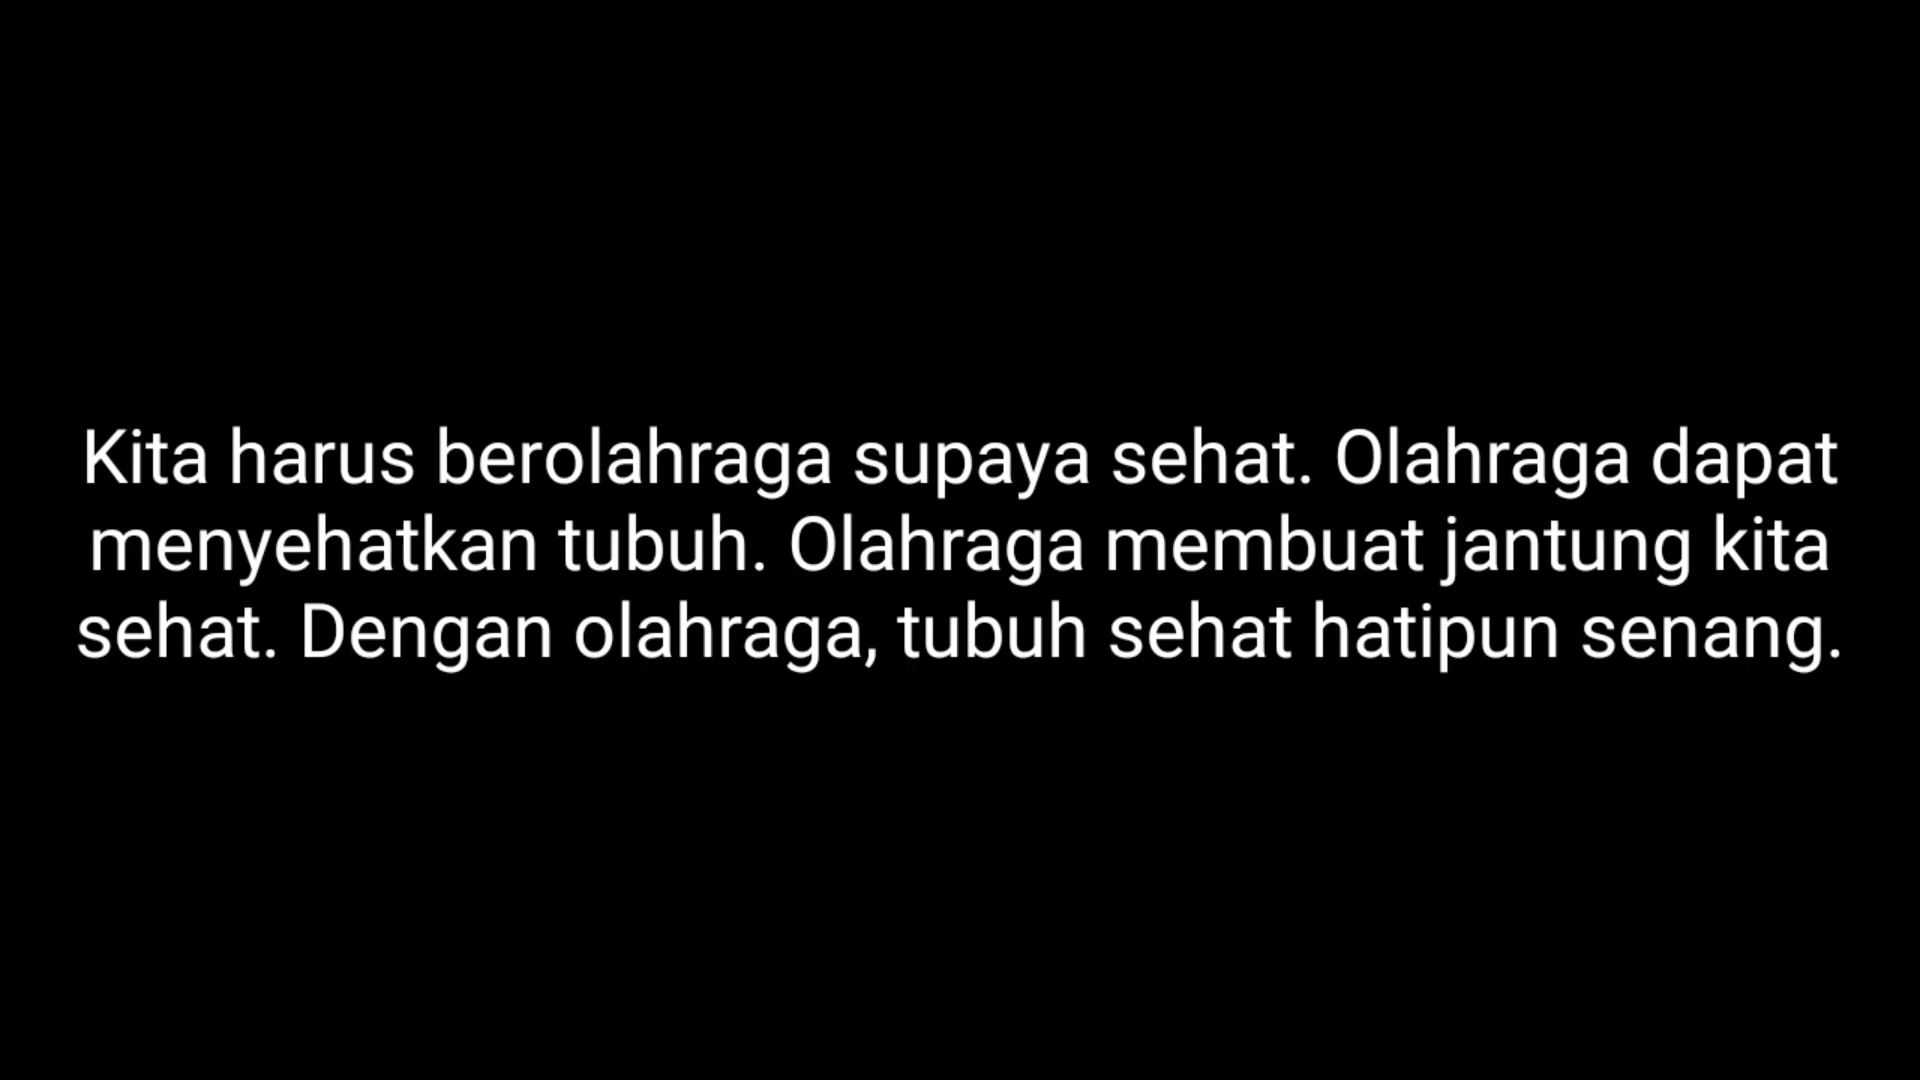 Kita harus berolahraga supaya sehat. Olahraga dapat
menyehatkan tubuh. Olahraga membuat jantung kita
sehat. Dengan olahraga, tubuh sehat hatipun senang.